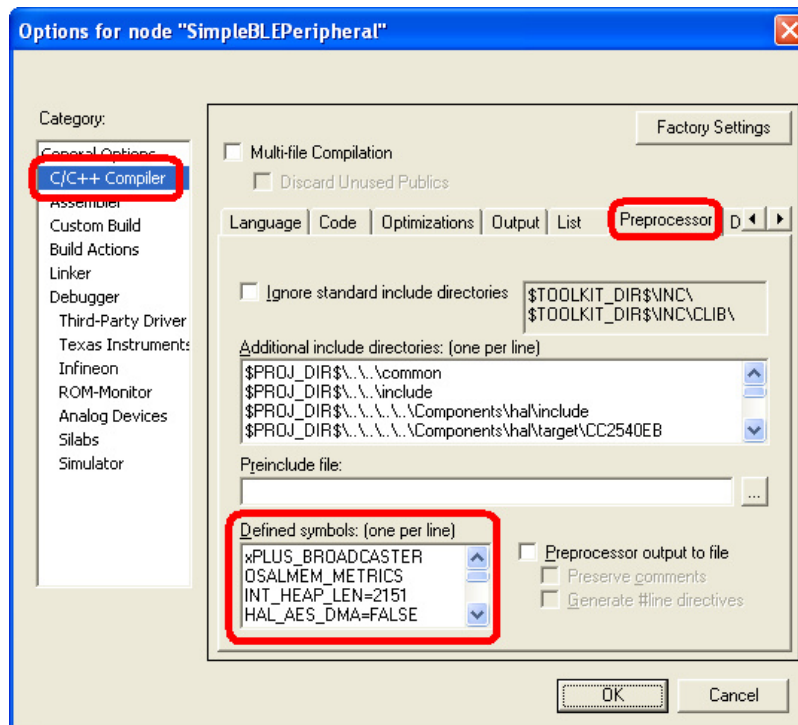 Options for node "SimpleBLEPeripheral"
Category:
General Options
C/C++ Compiler
Assembler
Custom Build
Build Actions
Linker
Debugger
Third-Party Driver
Texas Instruments
Infineon
ROM-Monitor
Analog Devices
Silabs
Simulator
Factory Settings
Multi-file Compilation
Discard Unused Publics
Language Code Optimizations Output List Preprocessor D
Ignore standard include directories
$TOOLKIT_DIR$\INC\
$TOOLKIT_DIR$\INC\CLIB\
Additional include directories: (one per line)
$PROJ_DIR$\..\..\common
$PROJ_DIR$\..\..\include
$PROJ_DIR$\..\..\..\..\Components\hal\include
$PROJ_DIR$\..\..\..\..\Components\hal\target\CC2540EB
Preinclude file:
...
Defined symbols: (one per line)
xPLUS_BROADCASTER
OSALMEM_METRICS
INT_HEAP_LEN=2151
HAL_AES_DMA=FALSE
Preprocessor output to file
Preserve comments
Generate #line directives
OK Cancel